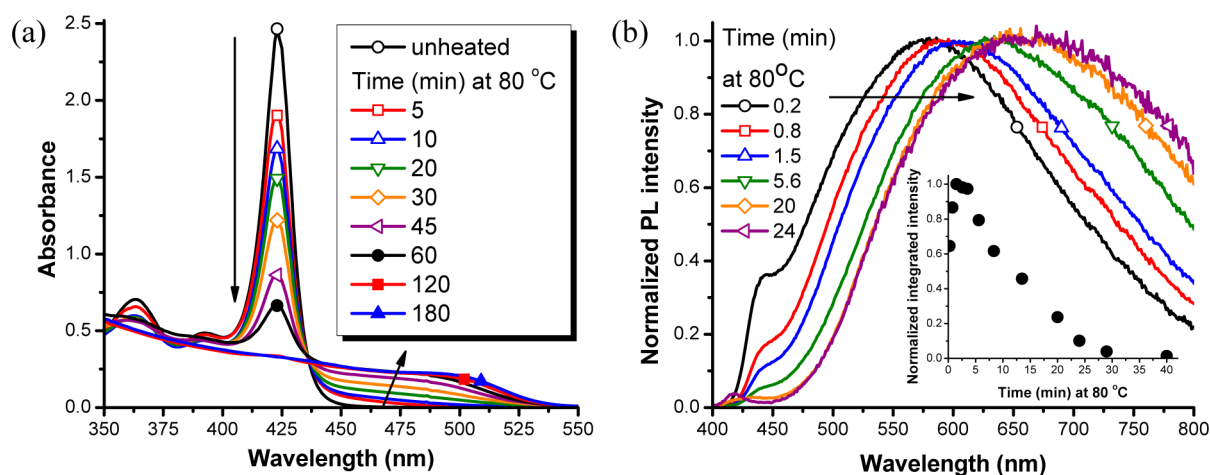 (a)
Absorbance
2.5
2.0
1.5
1.0
0.5
0.0
350 375 400 425 450 475 500 525 550
Wavelength (nm)
unheated
Time (min) at 80 °C
5
10
20
30
45
60
120
180
(b)
Normalized PL intensity
1.0
0.8
0.6
0.4
0.2
0.0
400 450 500 550 600 650 700 750 800
Wavelength (nm)
Time (min)
at 80°C
0.2
0.8
1.5
5.6
20
24
Normalized integrated intensity
1.0
0.8
0.6
0.4
0.2
0.0
0 5 10 15 20 25 30 35 40
Time (min) at 80 °C